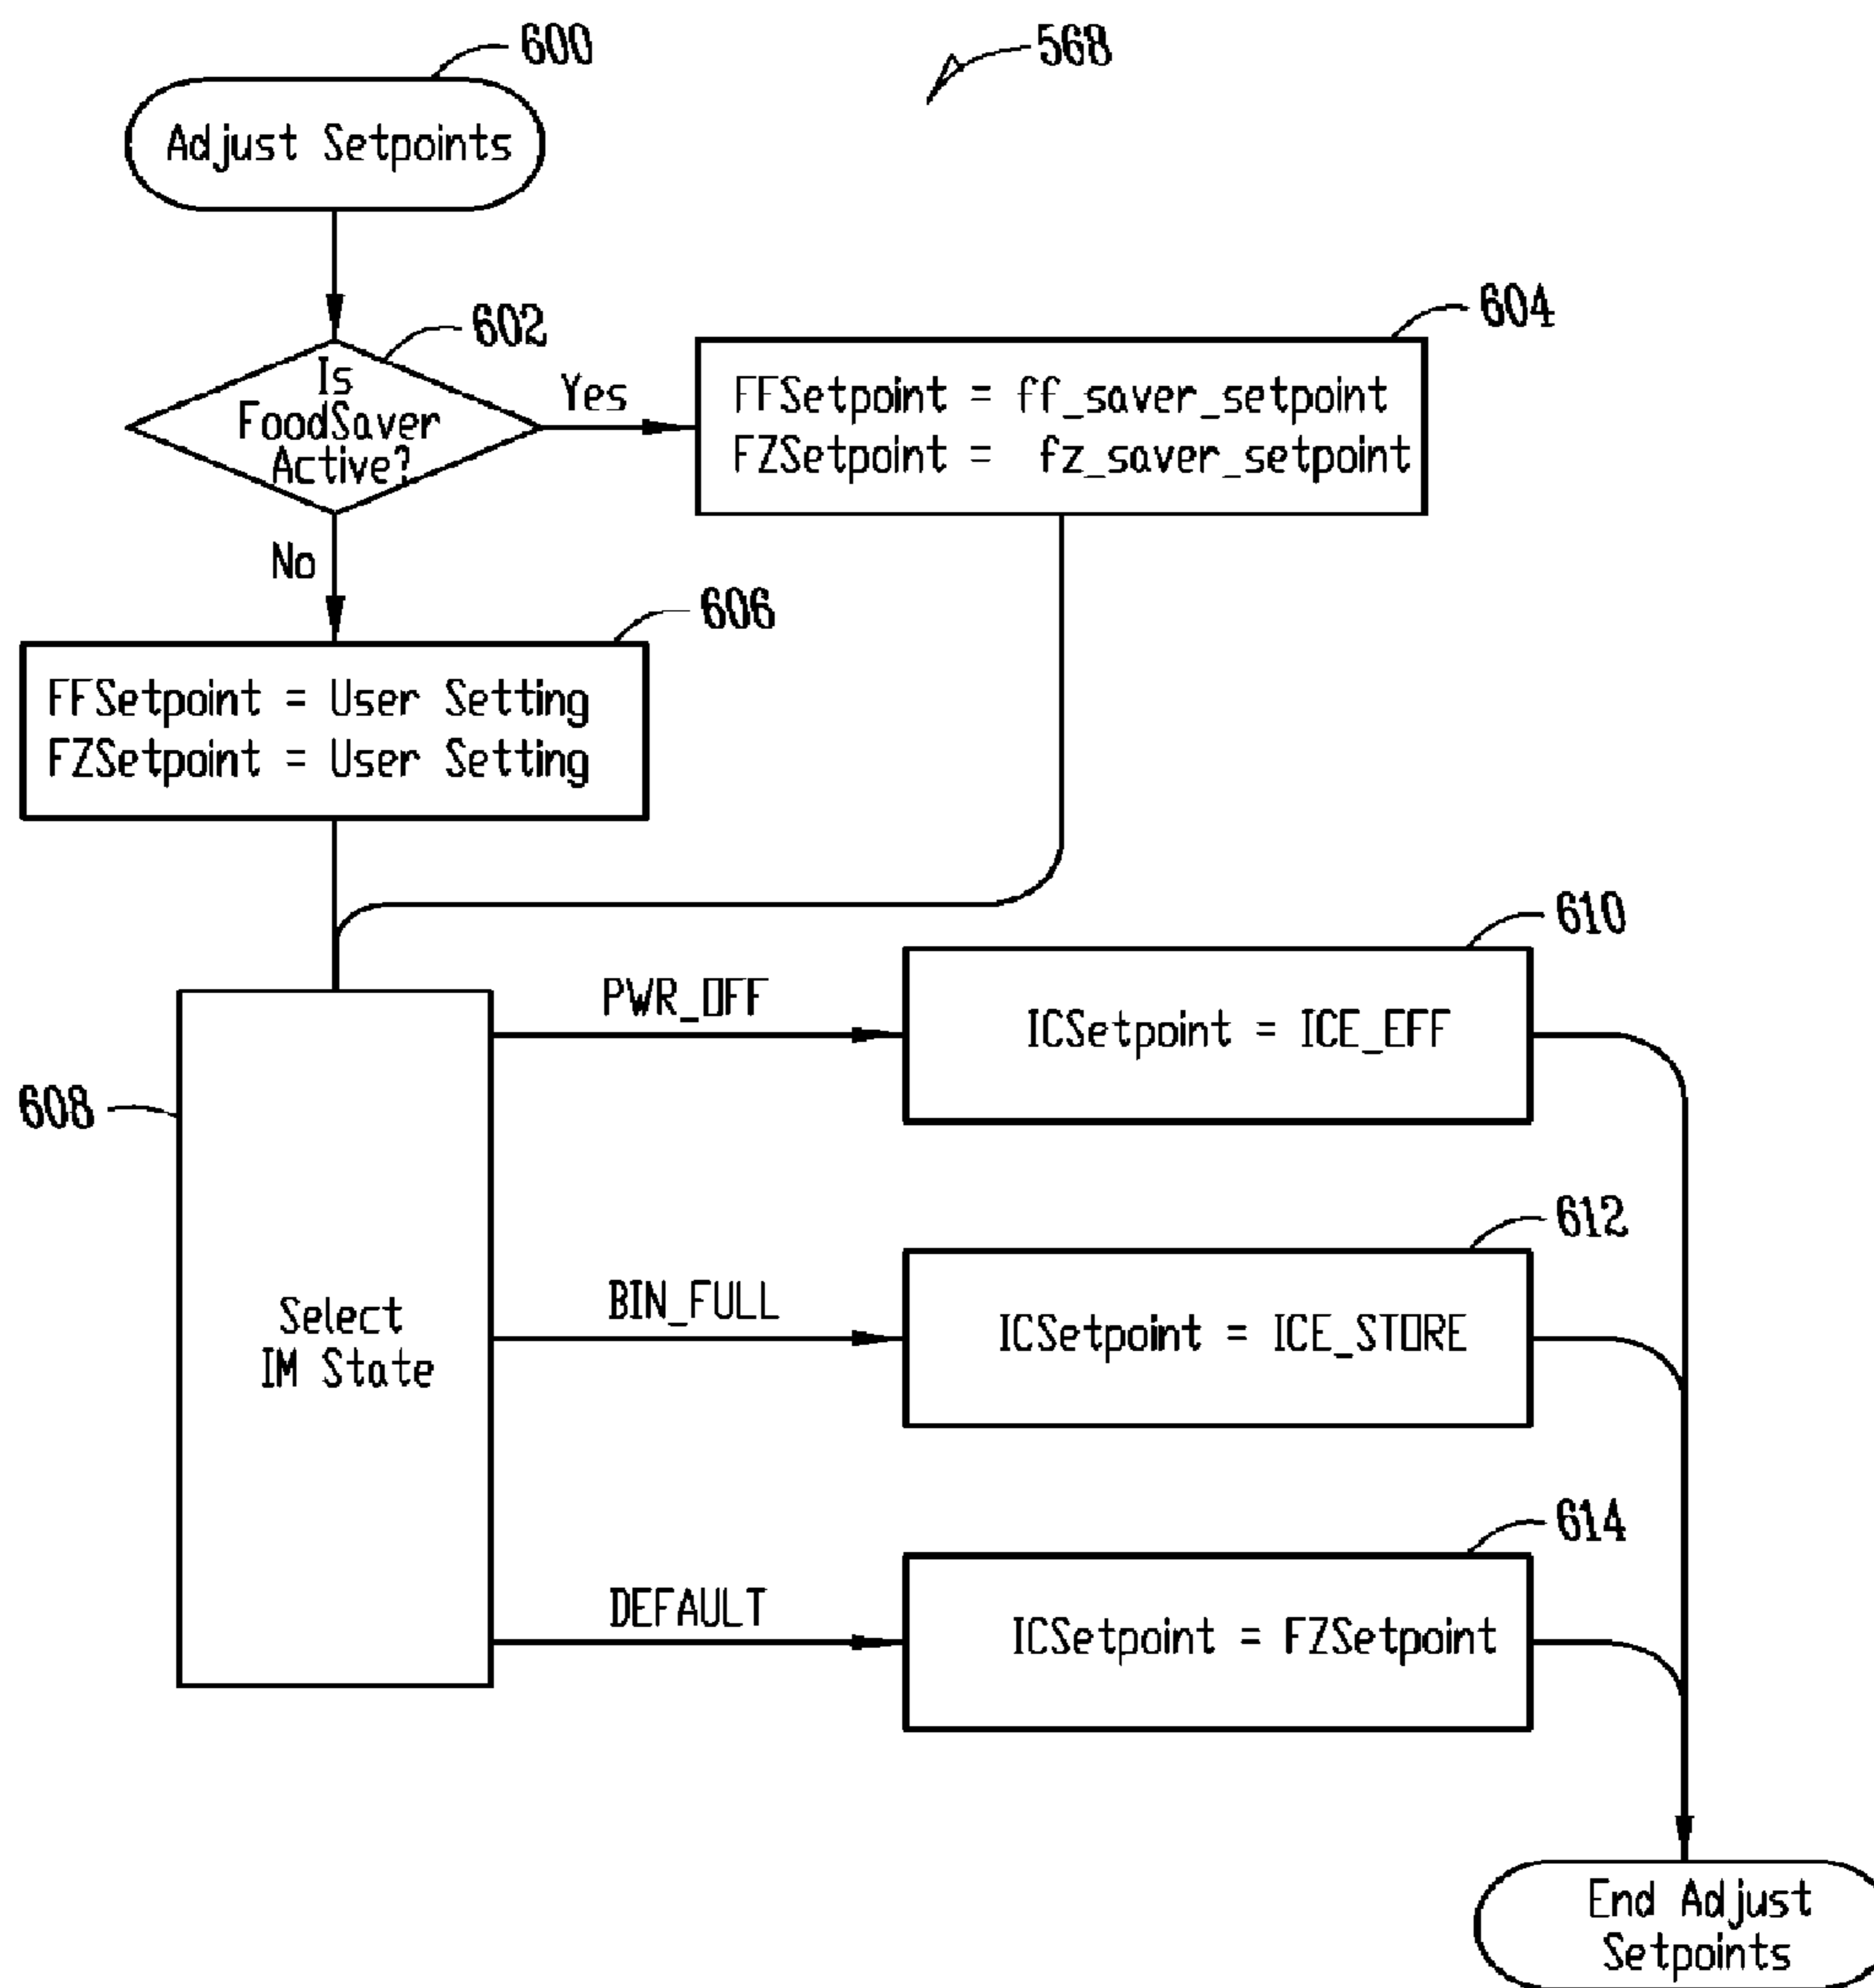 600
568
Adjust Setpoints
602
604
Is
FoodSaver
Active?
Yes
FFSetpoint = ff_saver_setpoint
FZSetpoint = fz_saver_setpoint
No
606
FFSetpoint = User Setting
FZSetpoint = User Setting
610
PWR_OFF
ICSetpoint = ICE_EFF
608
612
BIN_FULL
ICSetpoint = ICE_STORE
Select
IM State
614
DEFAULT
ICSetpoint = FZSetpoint
End Adjust
Setpoints